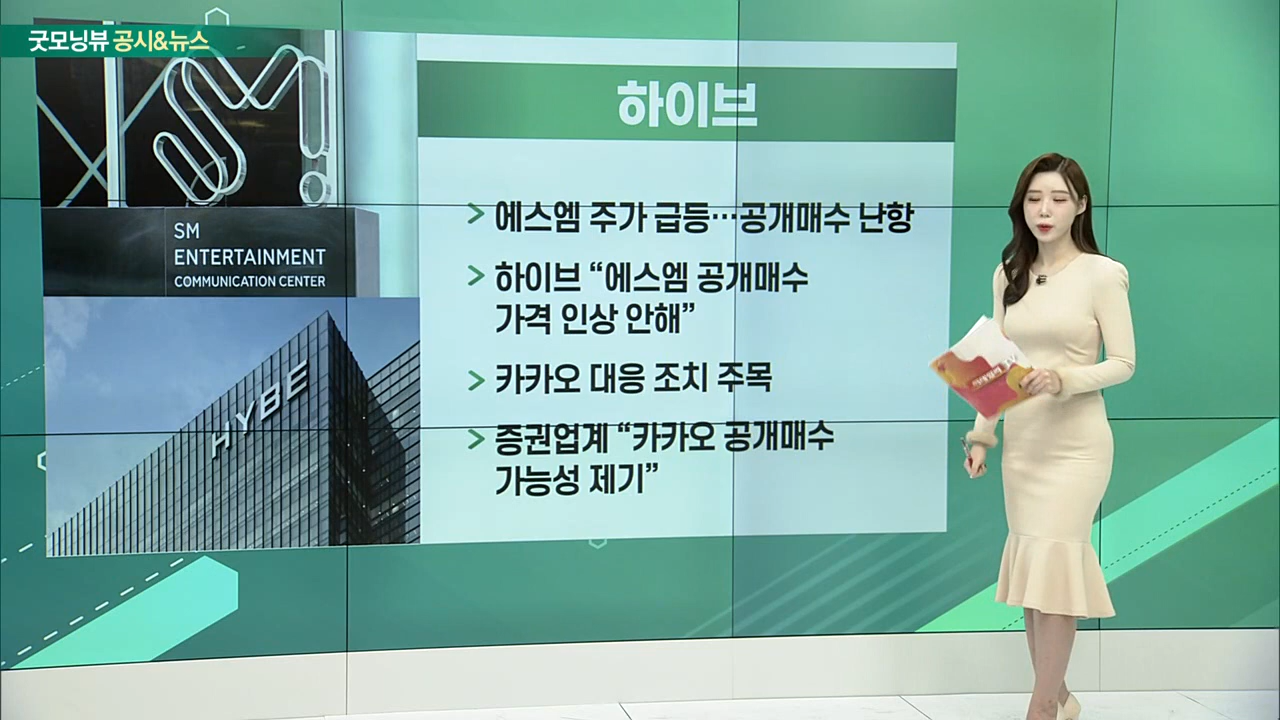 굿모닝뷰 공시&뉴스
SM!
SM
ENTERTAINMENT
COMMUNICATION CENTER
HYBE
하이브
> 에스엠 주가 급등…공개매수 난항
> 하이브 “에스엠 공개매수
가격 인상 안해”
> 카카오 대응 조치 주목
> 증권업계 “카카오 공개매수
가능성 제기”